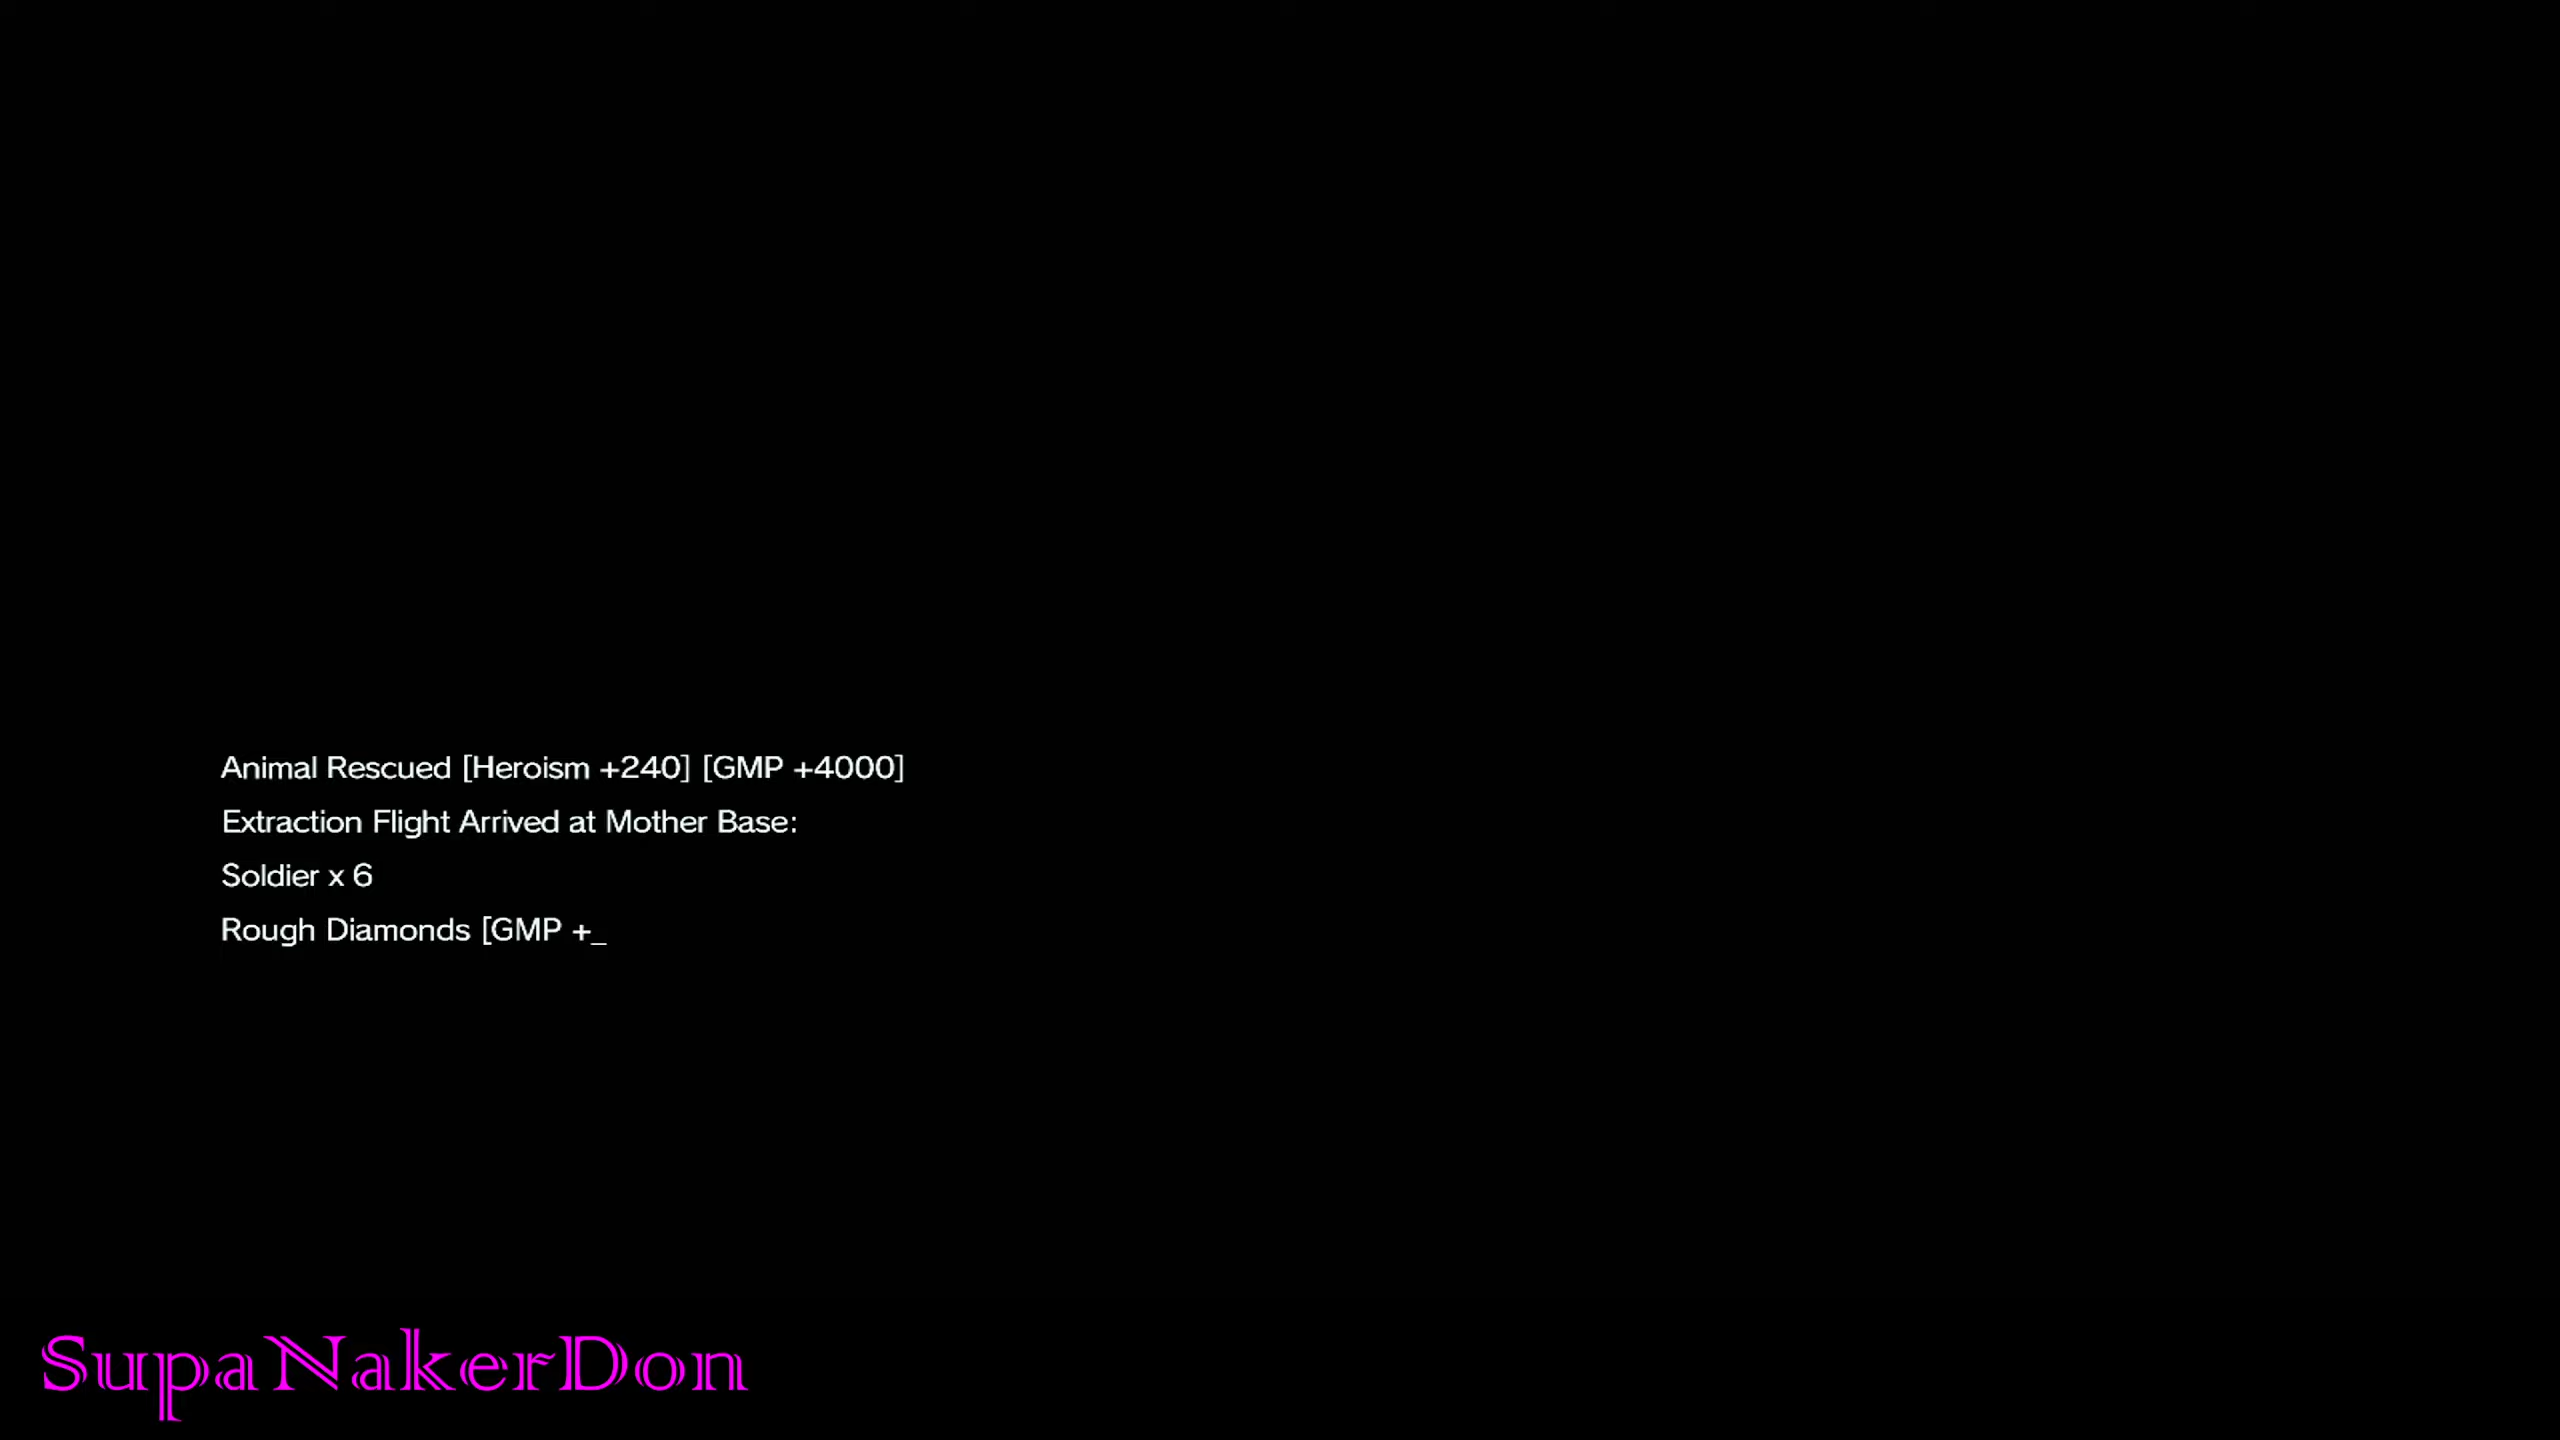 Animal Rescued [Heroism +240] [GMP +4000]
Extraction Flight Arrived at Mother Base:
Soldier x 6
Rough Diamonds [GMP +_
SupaNakerDon